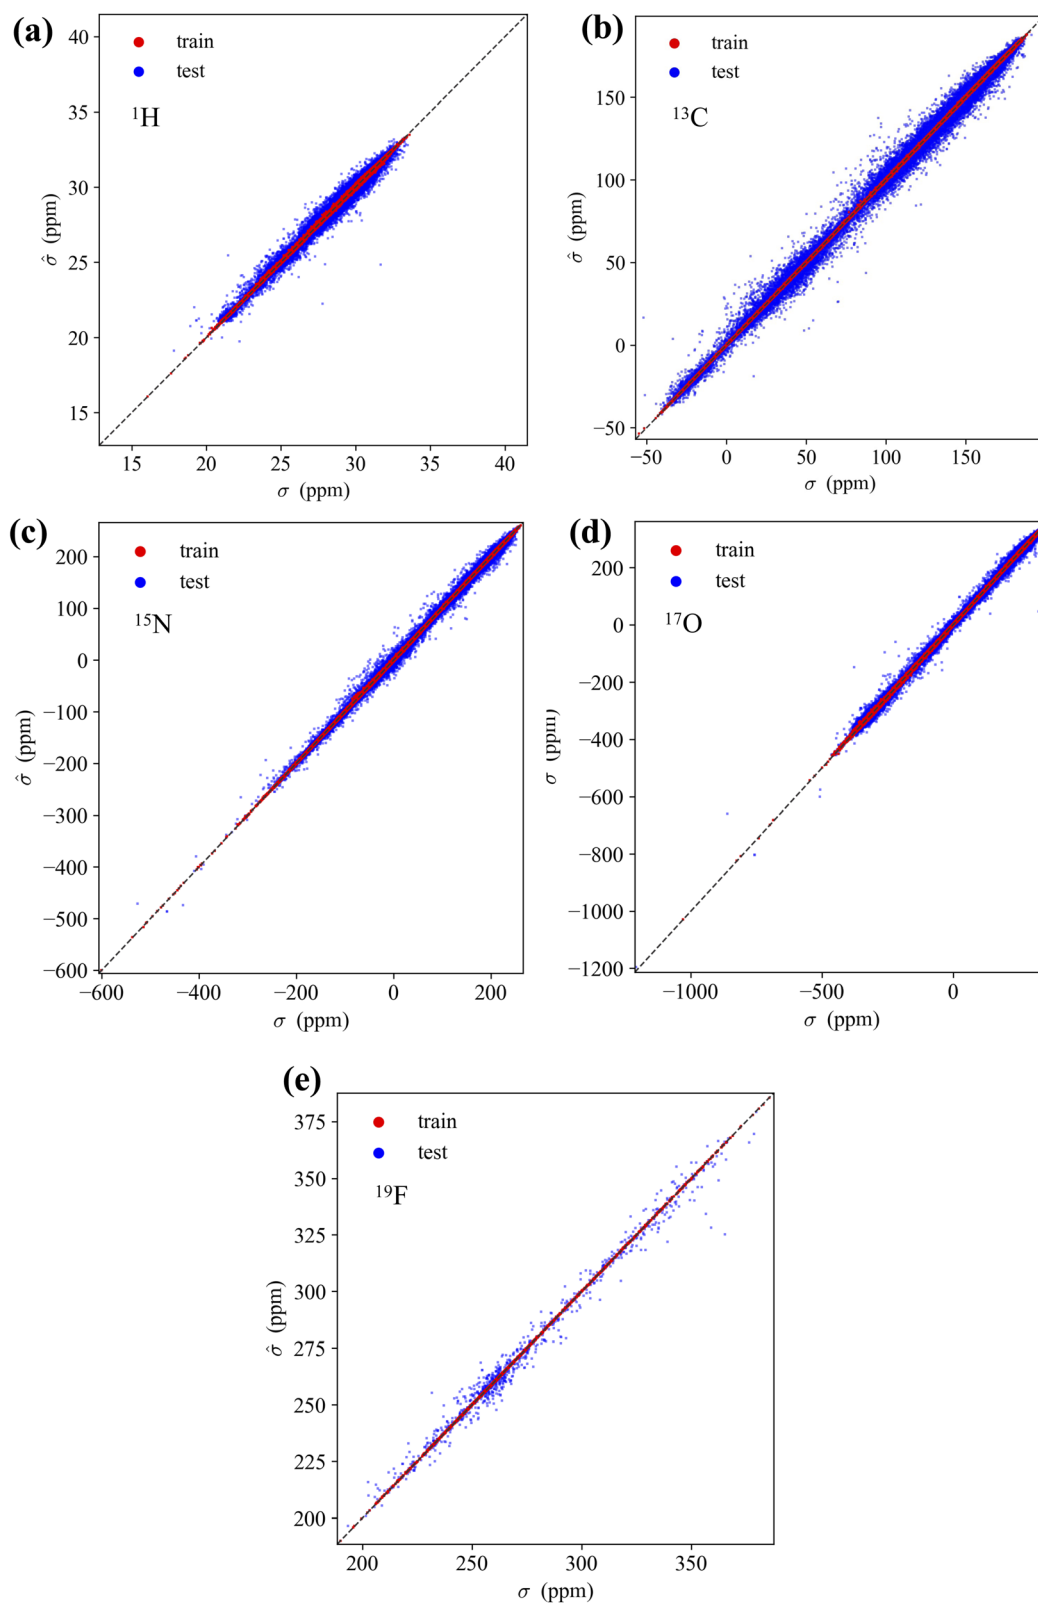 (a)
40
35
30
25
20
15
train
test
¹H
σ̂ (ppm)
15 20 25 30 35 40
σ (ppm)
(b)
150
100
50
0
−50
train
test
¹³C
σ̂ (ppm)
−50 0 50 100 150
σ (ppm)
(c)
200
100
0
−100
−200
−300
−400
−500
−600
train
test
¹⁵N
σ̂ (ppm)
−600 −400 −200 0 200
σ (ppm)
(d)
200
0
−200
−400
−600
−800
−1000
−1200
train
test
¹⁷O
σ (ppm)
−1000 −500 0
σ (ppm)
(e)
375
350
325
300
275
250
225
200
train
test
¹⁹F
σ̂ (ppm)
200 250 300 350
σ (ppm)